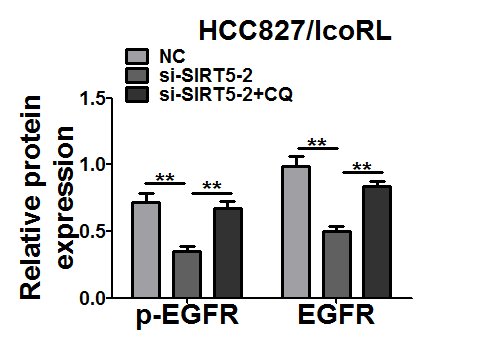 HCC827/IcoRL
NC
si-SIRT5-2
si-SIRT5-2+CQ
Relative protein
expression
1.5
1.0
0.5
0.0
** ** ** **
p-EGFR EGFR